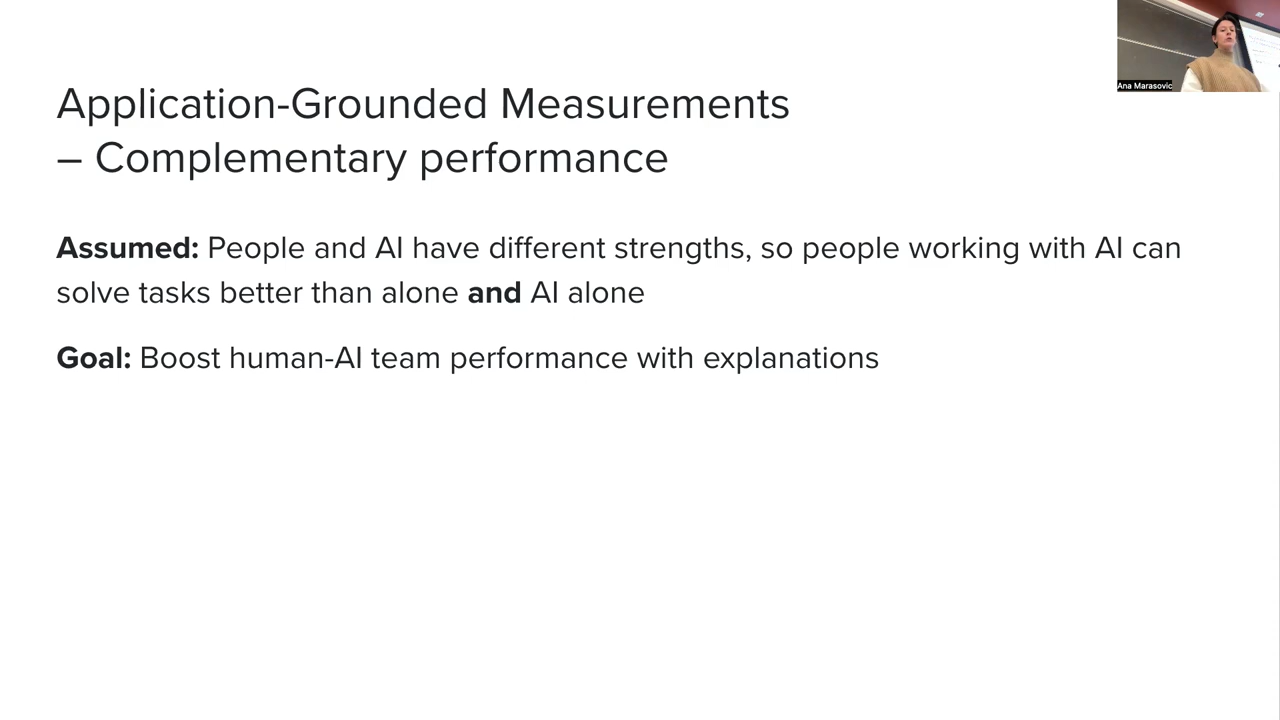 Ana Marasovic
Application-Grounded Measurements
– Complementary performance
Assumed: People and AI have different strengths, so people working with AI can
solve tasks better than alone and AI alone
Goal: Boost human-AI team performance with explanations